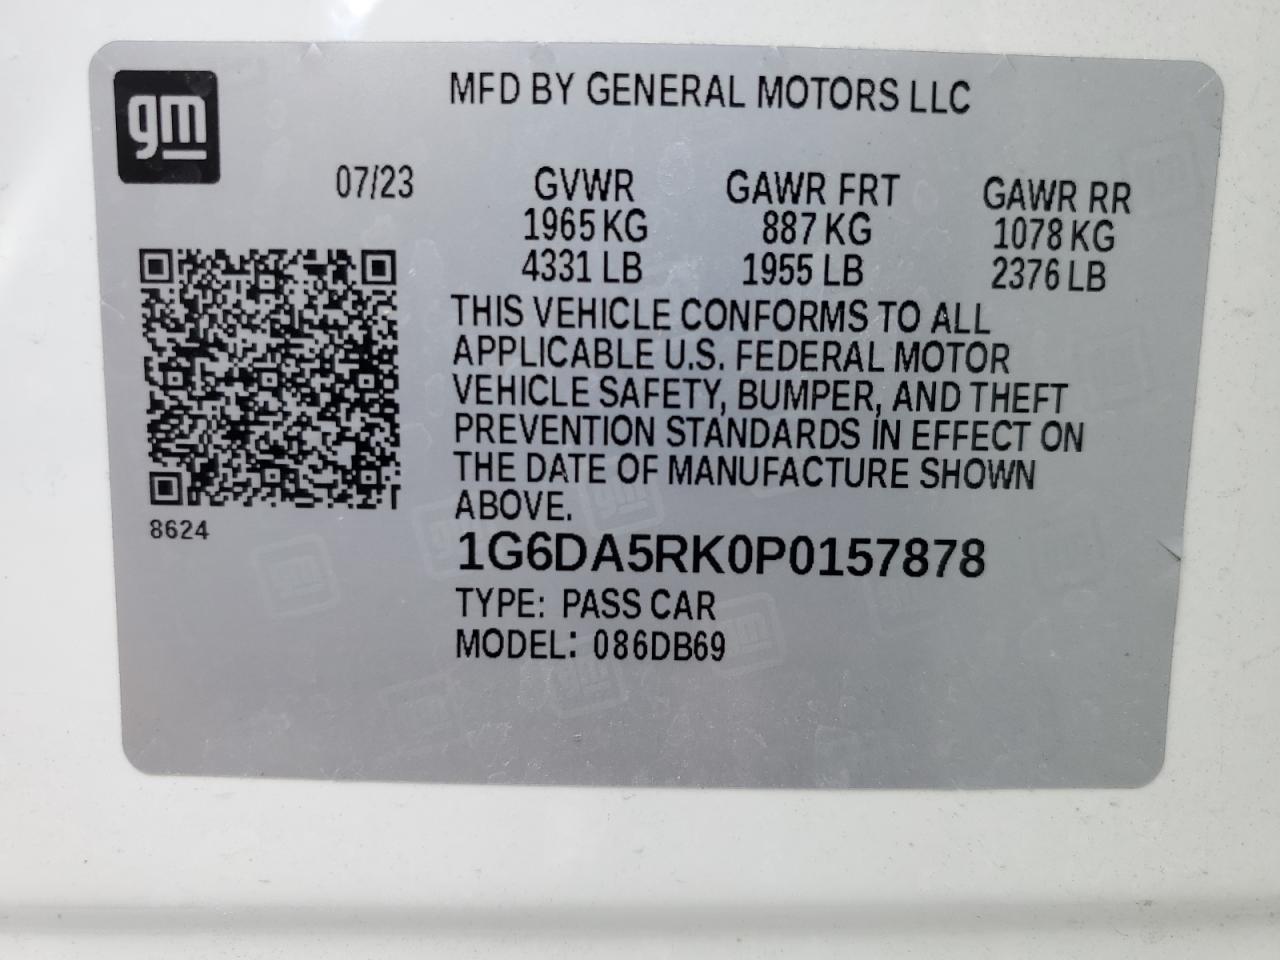 gm
MFD BY GENERAL MOTORS LLC
07/23 GVWR GAWR FRT GAWR RR
1965 KG 887 KG 1078 KG
4331 LB 1955 LB 2376 LB
THIS VEHICLE CONFORMS TO ALL
APPLICABLE U.S. FEDERAL MOTOR
VEHICLE SAFETY, BUMPER, AND THEFT
PREVENTION STANDARDS IN EFFECT ON
THE DATE OF MANUFACTURE SHOWN
ABOVE.
8624
1G6DA5RK0P0157878
TYPE: PASS CAR
MODEL: 086DB69